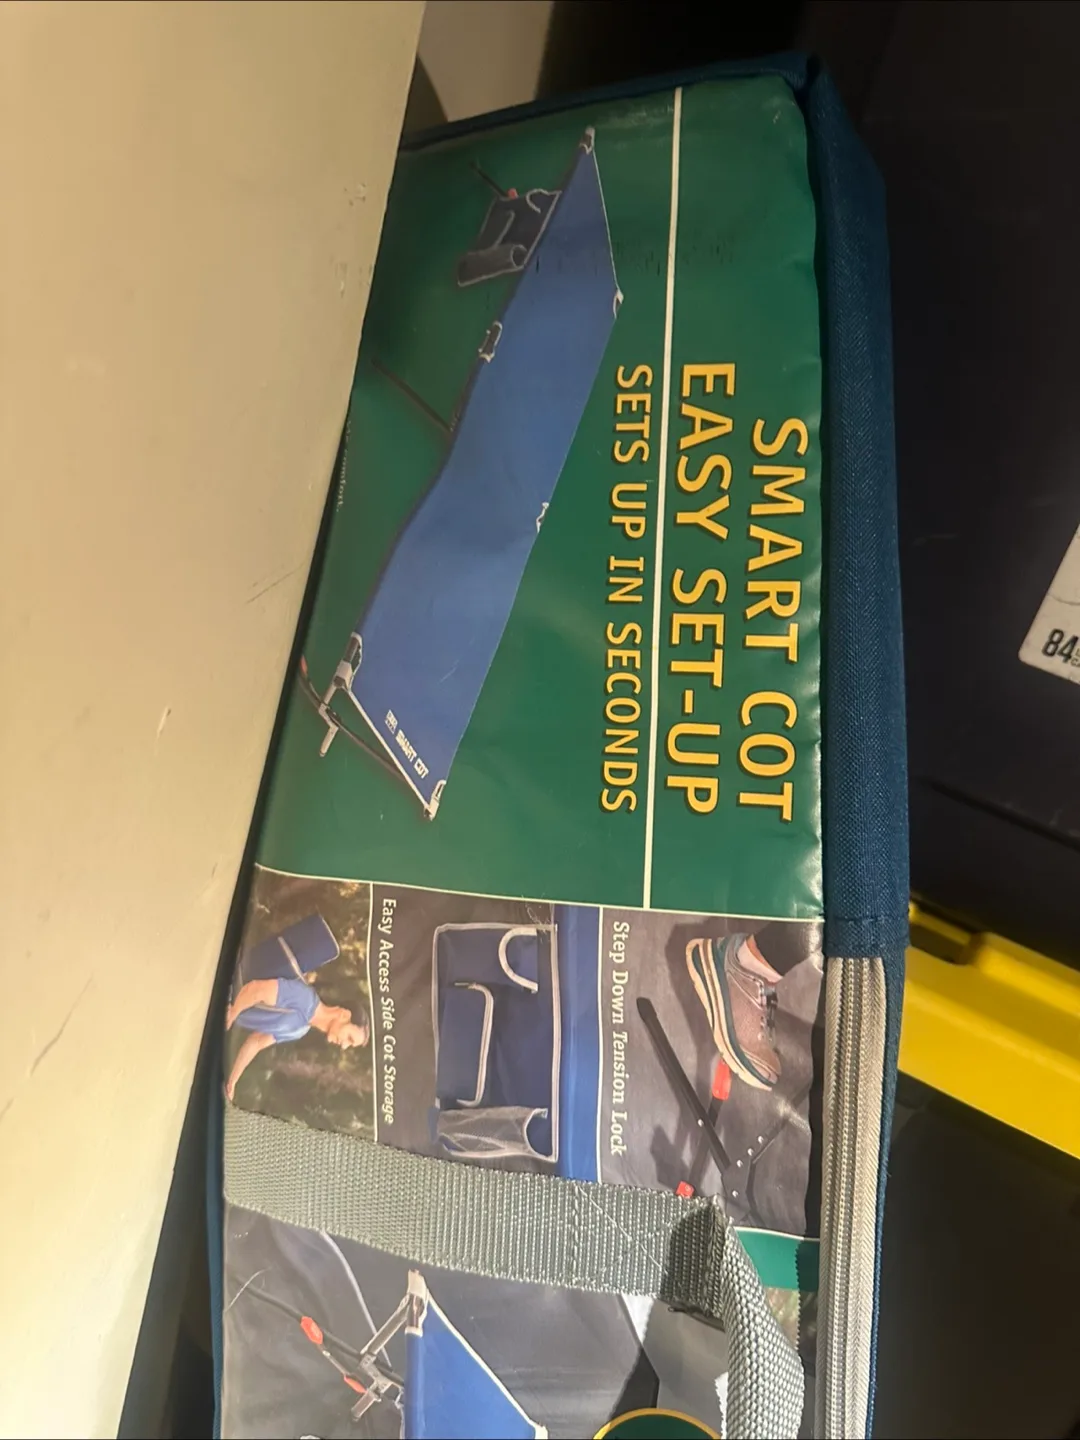 SMART COT
EASY SET-UP
SETS UP IN SECONDS
SMART COT
Step Down Tension Lock
Easy Access Side Cot Storage
84